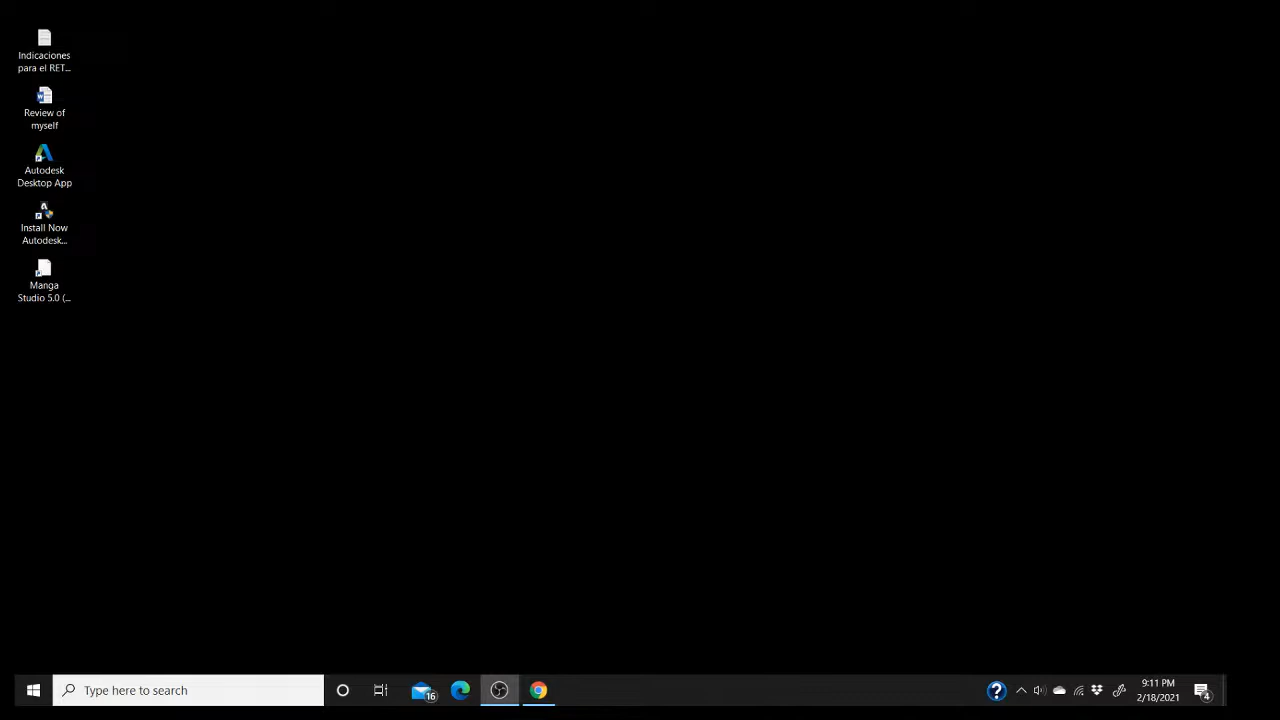 Indicaciones
para el RET...
Review of
myself
Autodesk
Desktop App
Install Now
Autodesk...
Manga
Studio 5.0 (...
Type here to search
16
9:11 PM
2/18/2021
4